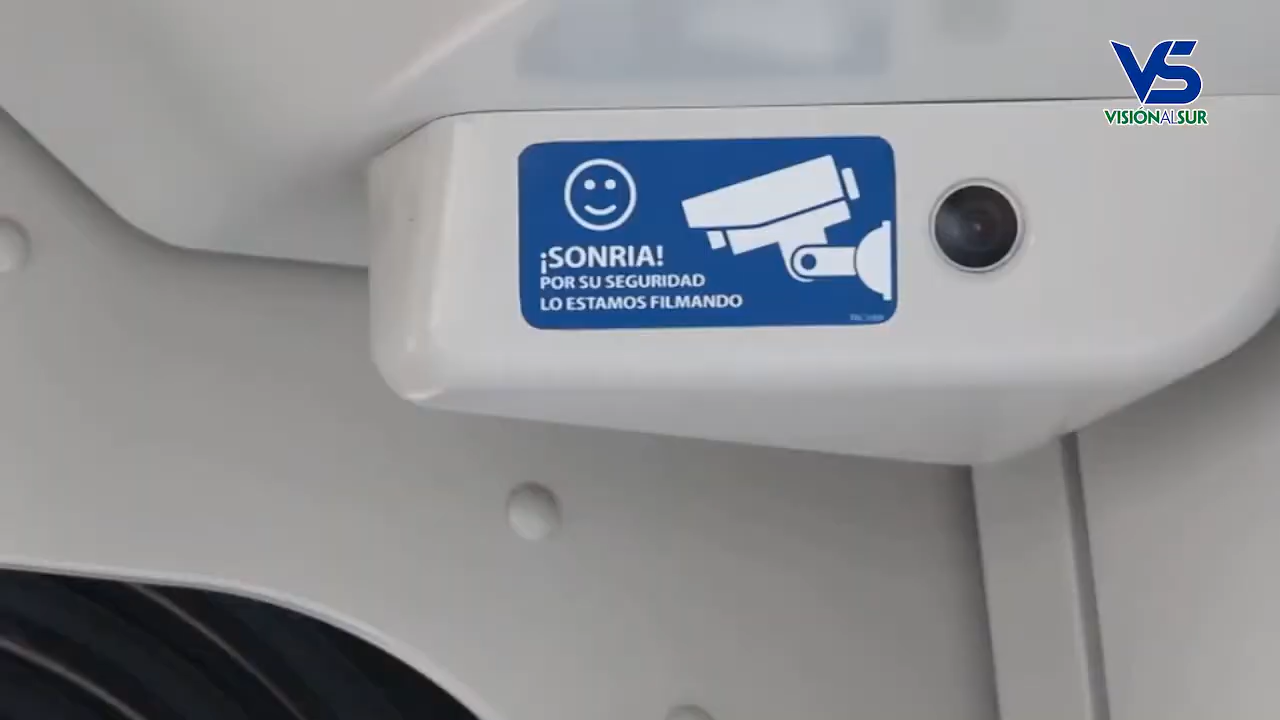 VS
VISIÓNALSUR
¡SONRIA!
POR SU SEGURIDAD
LO ESTAMOS FILMANDO